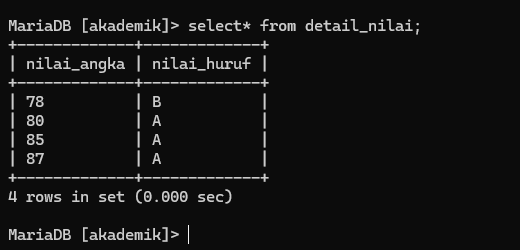 MariaDB [akademik]> select* from detail_nilai;
+-------------+-------------+
| nilai_angka | nilai_huruf |
+-------------+-------------+
| 78          | B           |
| 80          | A           |
| 85          | A           |
| 87          | A           |
+-------------+-------------+
4 rows in set (0.000 sec)
MariaDB [akademik]>